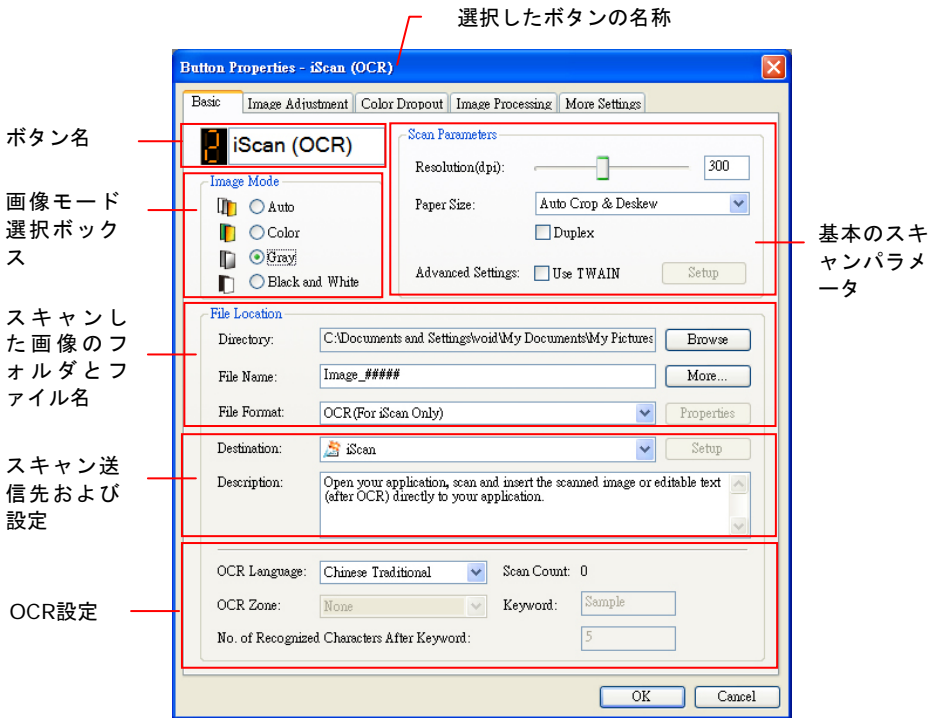 選択したボタンの名称
Button Properties - iScan (OCR)
Basic Image Adjustment Color Dropout Image Processing More Settings
ボタン名
2 iScan (OCR)
画像モード
選択ボック
ス
Image Mode
Auto
Color
Gray
Black and White
Scan Parameters
Resolution(dpi): 300
Paper Size: Auto Crop & Deskew
Duplex
Advanced Settings: Use TWAIN Setup
基本のスキ
ャンパラメ
ータ
スキャンし
た画像のフ
ォルダとフ
ァイル名
File Location
Directory: C:\Documents and Settings\void\My Documents\My Pictures Browse
File Name: Image_##### More...
File Format: OCR(For iScan Only) Properties
スキャン送
信先および
設定
Destination: iScan Setup
Description: Open your application, scan and insert the scanned image or editable text
(after OCR) directly to your application.
OCR設定
OCR Language: Chinese Traditional Scan Count: 0
OCR Zone: None Keyword: Sample
No. of Recognized Characters After Keyword: 5
OK Cancel